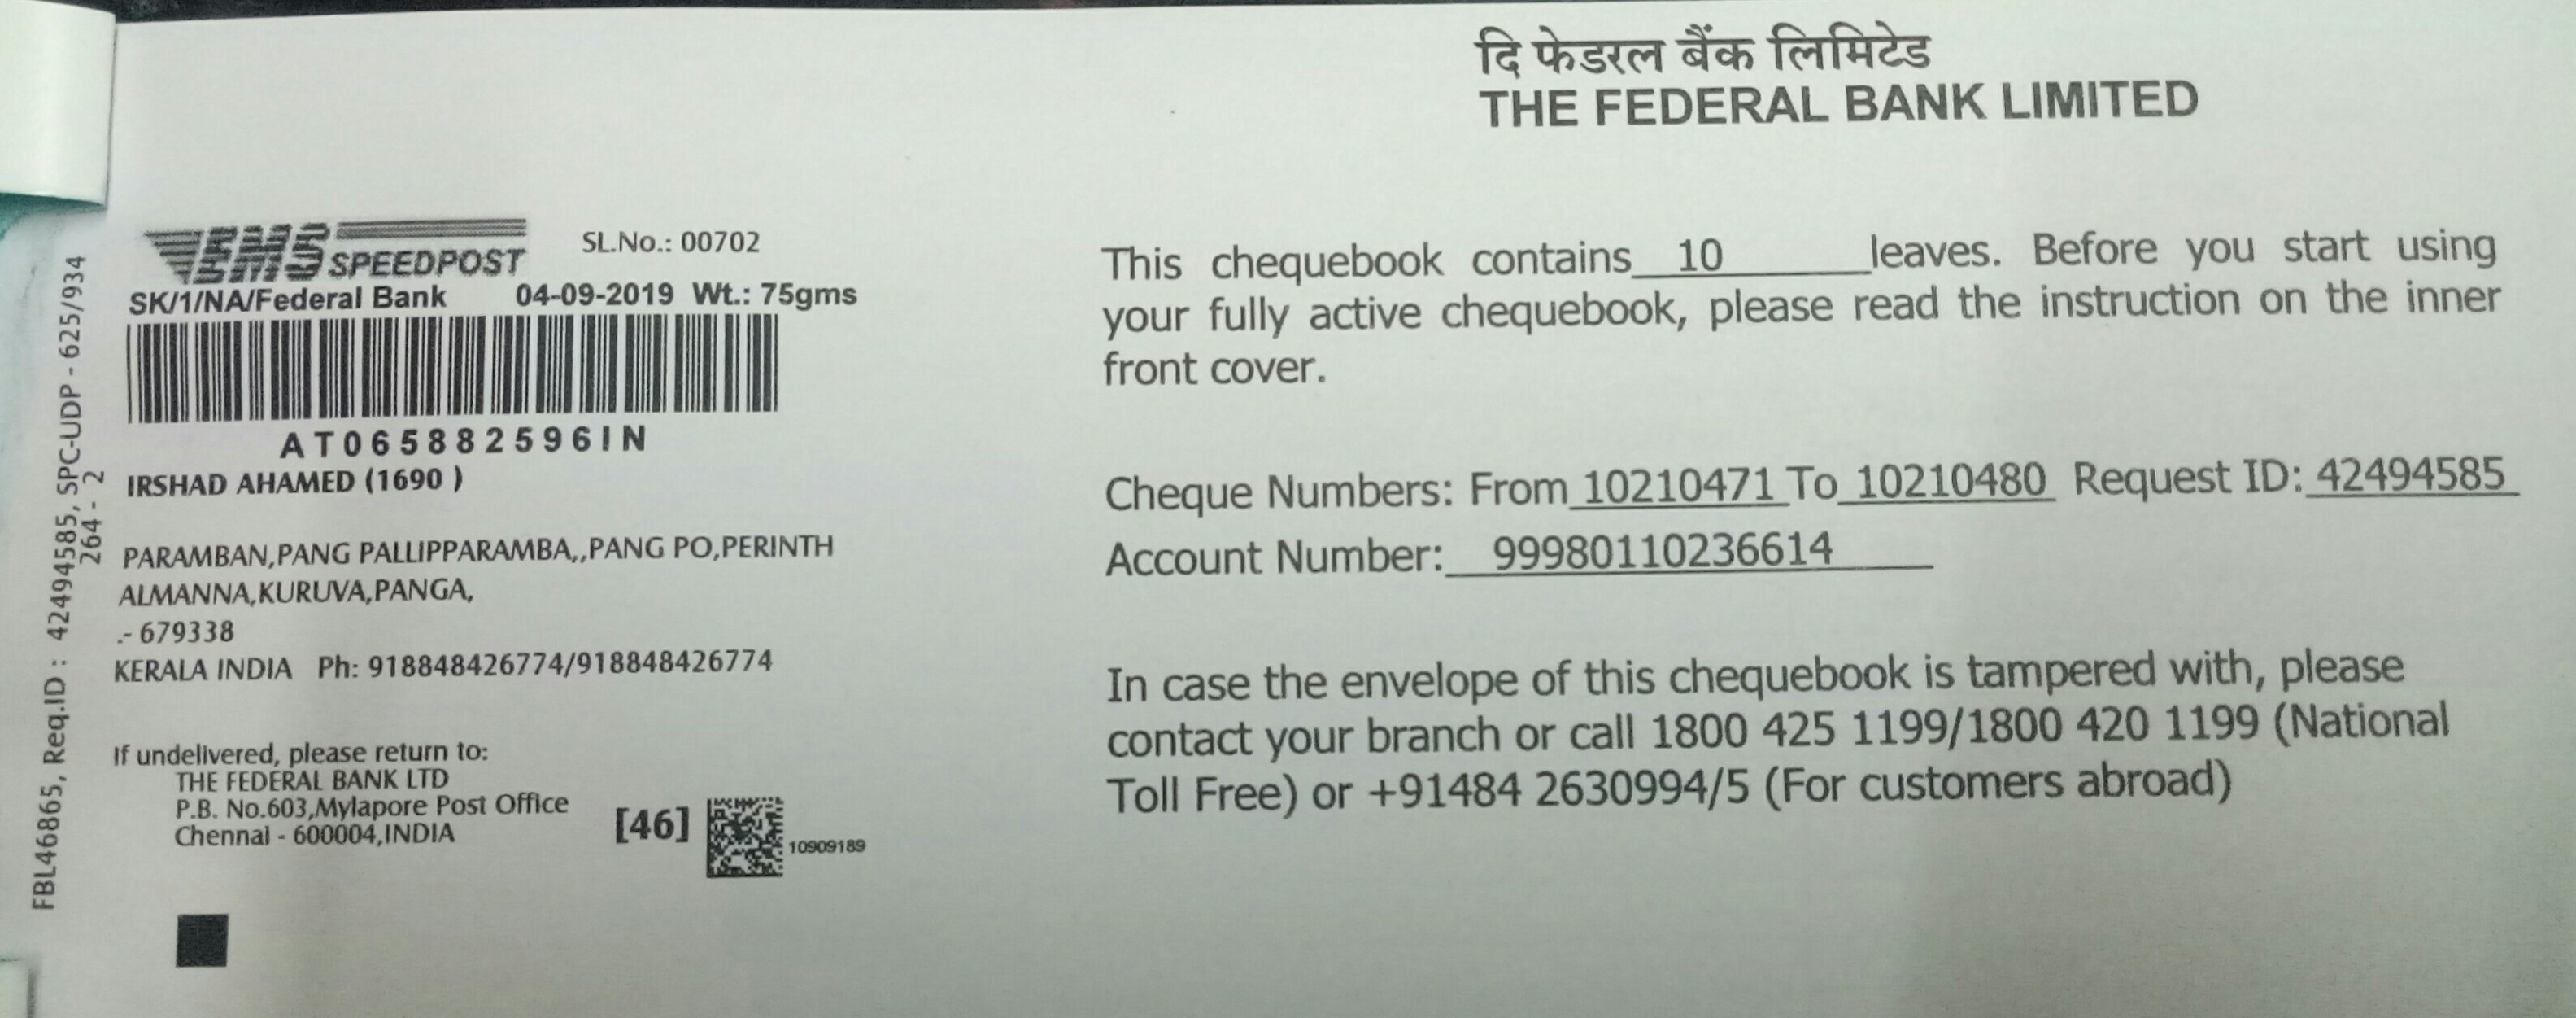 दि फेडरल बैंक लिमिटेड
THE FEDERAL BANK LIMITED
EMS SPEEDPOST SL.No.: 00702
SK/1/NA/Federal Bank 04-09-2019 Wt.: 75gms
AT065882596IN
IRSHAD AHAMED (1690 )
PARAMBAN,PANG PALLIPPARAMBA,,PANG PO,PERINTH
ALMANNA,KURUVA,PANGA,
.- 679338
KERALA INDIA Ph: 918848426774/918848426774
If undelivered, please return to:
THE FEDERAL BANK LTD
P.B. No.603,Mylapore Post Office
Chennai - 600004,INDIA
[46]
10909189
FBL46865, Req.ID : 42494585, SPC-UDP - 625/934
264 - 2
This chequebook contains 10 leaves. Before you start using
your fully active chequebook, please read the instruction on the inner
front cover.
Cheque Numbers: From 10210471 To 10210480 Request ID: 42494585
Account Number: 99980110236614
In case the envelope of this chequebook is tampered with, please
contact your branch or call 1800 425 1199/1800 420 1199 (National
Toll Free) or +91484 2630994/5 (For customers abroad)